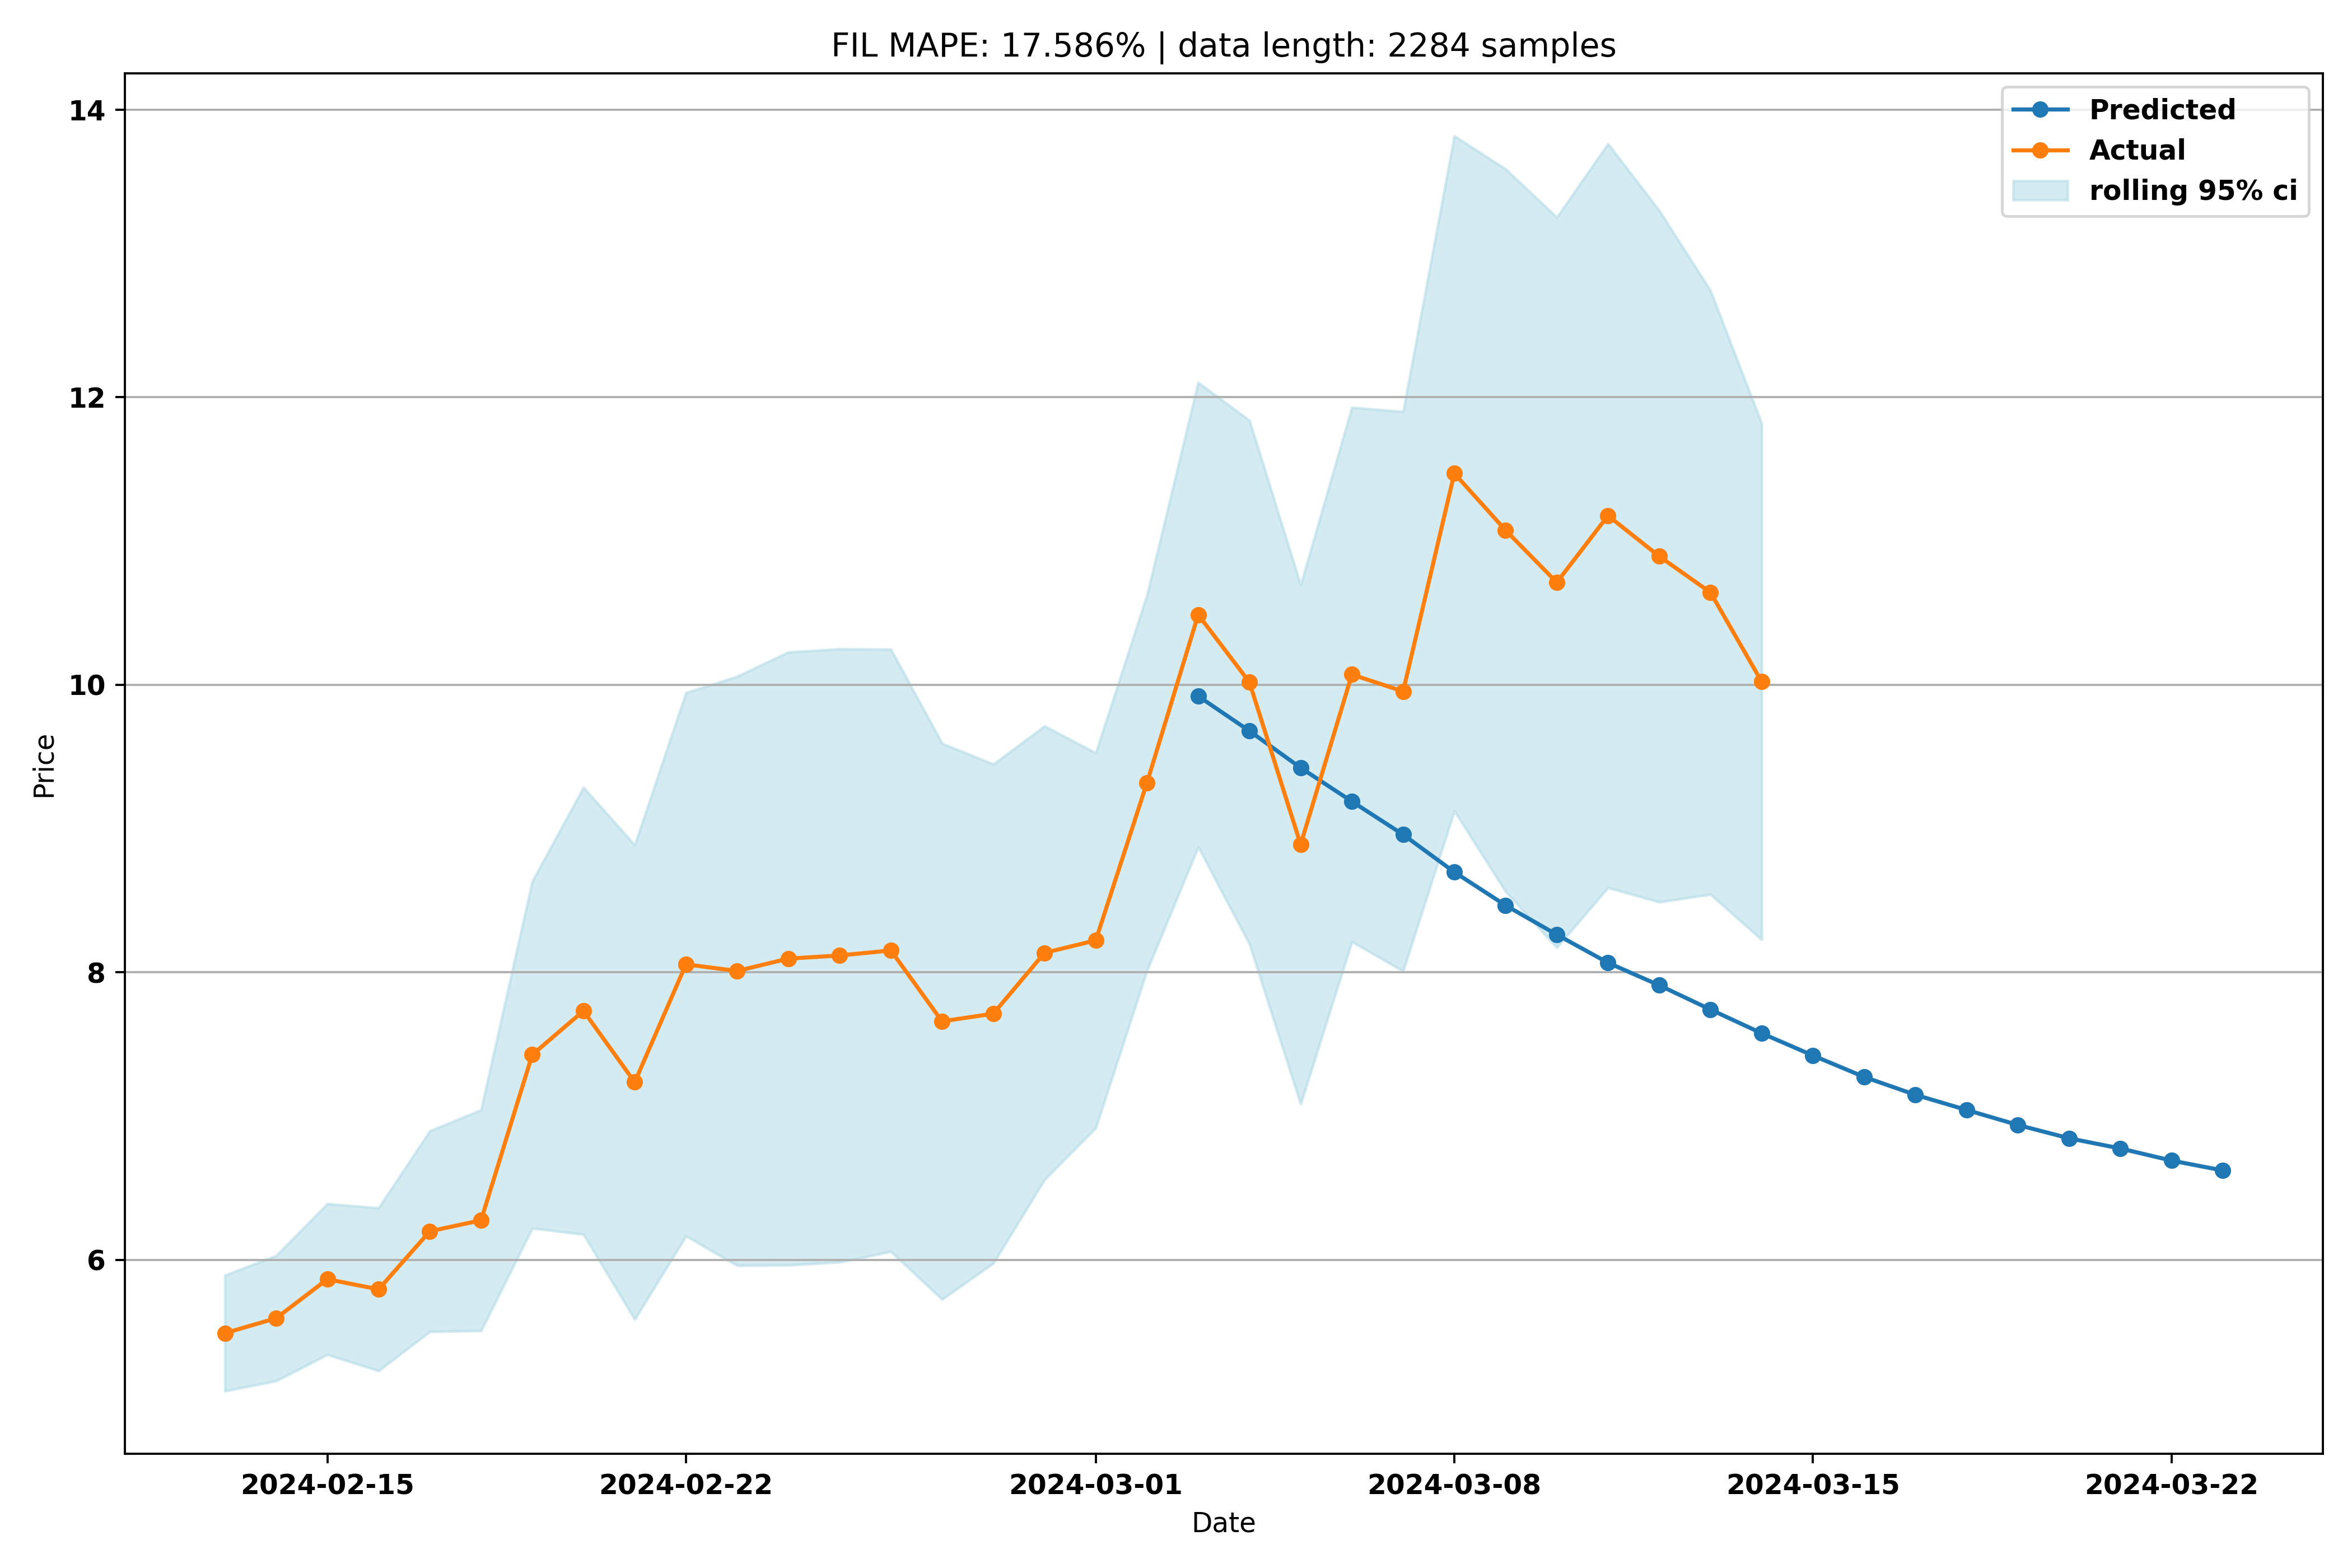 FIL MAPE: 17.586% | data length: 2284 samples
Predicted
Actual
rolling 95% ci
14
12
10
8
6
Price
2024-02-15
2024-02-22
2024-03-01
2024-03-08
2024-03-15
2024-03-22
Date